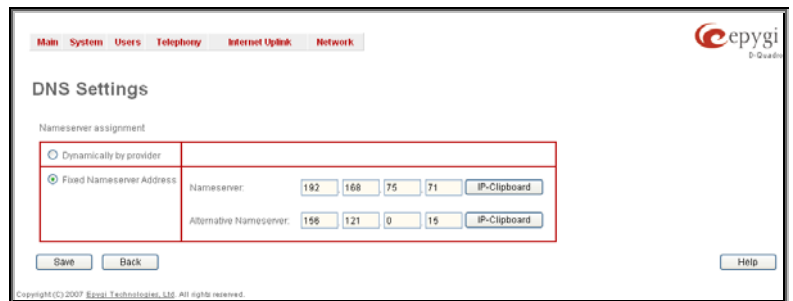 Main System Users Telephony Internet Uplink Network
epygi
D-Quadro
DNS Settings
Nameserver assignment
Dynamically by provider
Fixed Nameserver Address
Nameserver: 192 . 168 . 75 . 71 IP-Clipboard
Alternative Nameserver: 156 . 121 . 0 . 15 IP-Clipboard
Save Back Help
Copyright (C) 2007 Epygi Technologies, Ltd. All rights reserved.